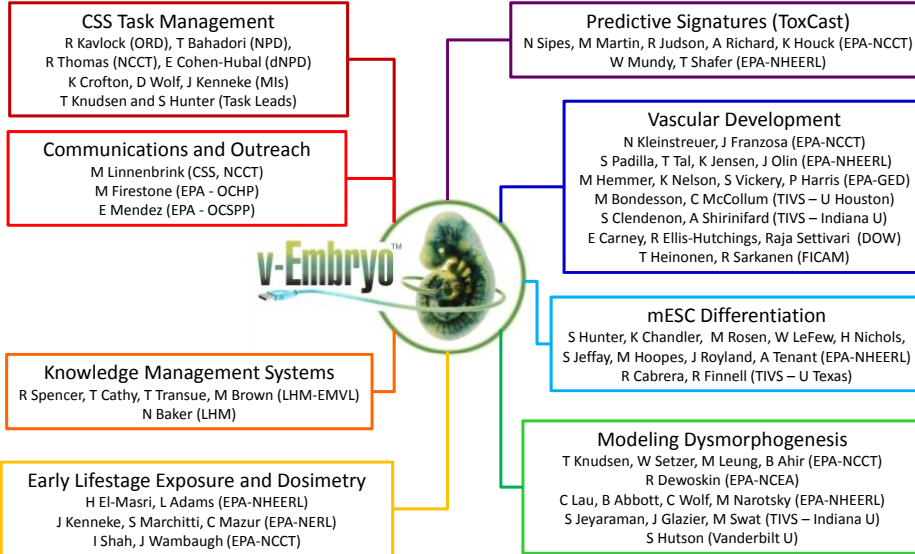 CSS Task Management
R Kavlock (ORD), T Bahadori (NPD),
R Thomas (NCCT), E Cohen-Hubal (dNPD)
K Crofton, D Wolf, J Kenneke (MIs)
T Knudsen and S Hunter (Task Leads)
Communications and Outreach
M Linnenbrink (CSS, NCCT)
M Firestone (EPA - OCHP)
E Mendez (EPA - OCSPP)
v-Embryo™
Knowledge Management Systems
R Spencer, T Cathy, T Transue, M Brown (LHM-EMVL)
N Baker (LHM)
Early Lifestage Exposure and Dosimetry
H El-Masri, L Adams (EPA-NHEERL)
J Kenneke, S Marchitti, C Mazur (EPA-NERL)
I Shah, J Wambaugh (EPA-NCCT)
Predictive Signatures (ToxCast)
N Sipes, M Martin, R Judson, A Richard, K Houck (EPA-NCCT)
W Mundy, T Shafer (EPA-NHEERL)
Vascular Development
N Kleinstreuer, J Franzosa (EPA-NCCT)
S Padilla, T Tal, K Jensen, J Olin (EPA-NHEERL)
M Hemmer, K Nelson, S Vickery, P Harris (EPA-GED)
M Bondesson, C McCollum (TIVS – U Houston)
S Clendenon, A Shirinifard (TIVS – Indiana U)
E Carney, R Ellis-Hutchings, Raja Settivari (DOW)
T Heinonen, R Sarkanen (FICAM)
mESC Differentiation
S Hunter, K Chandler, M Rosen, W LeFew, H Nichols,
S Jeffay, M Hoopes, J Royland, A Tenant (EPA-NHEERL)
R Cabrera, R Finnell (TIVS – U Texas)
Modeling Dysmorphogenesis
T Knudsen, W Setzer, M Leung, B Ahir (EPA-NCCT)
R Dewoskin (EPA-NCEA)
C Lau, B Abbott, C Wolf, M Narotsky (EPA-NHEERL)
S Jeyaraman, J Glazier, M Swat (TIVS – Indiana U)
S Hutson (Vanderbilt U)